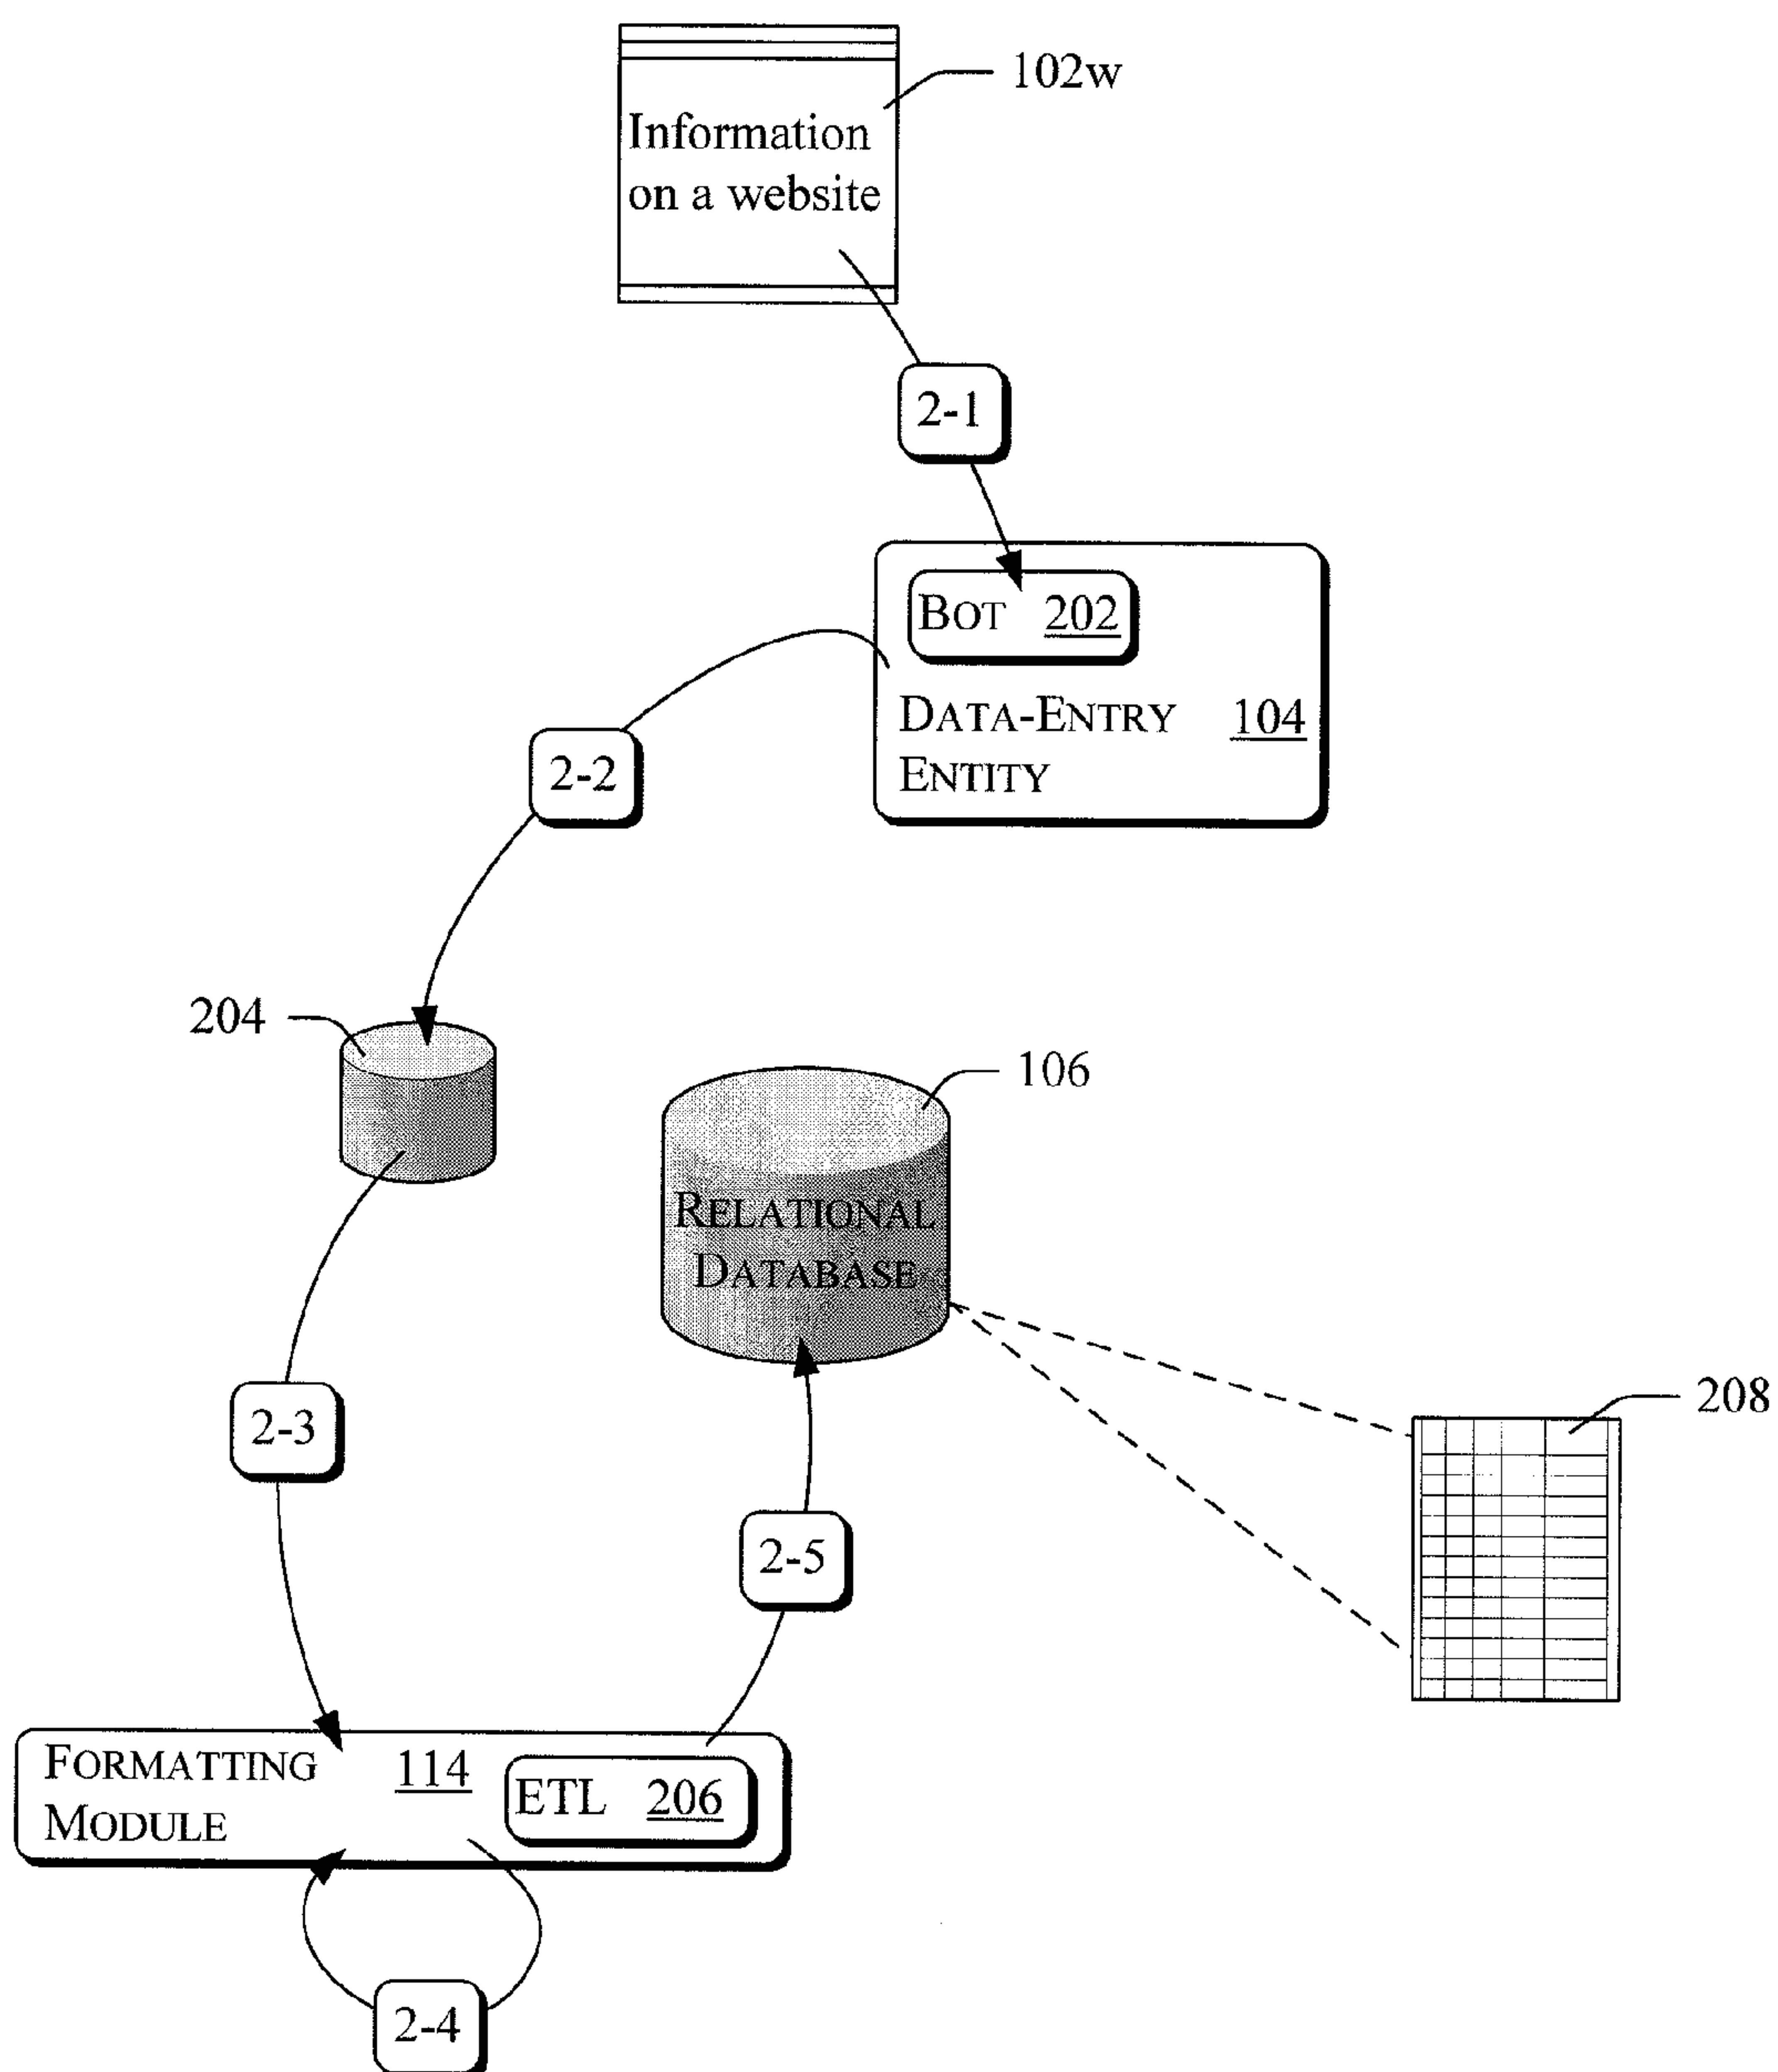 102w
Information
on a website
2-1
BOT 202
DATA-ENTRY 104
ENTITY
2-2
204
106
RELATIONAL
DATABASE
208
2-3
2-5
FORMATTING 114
MODULE
ETL 206
2-4